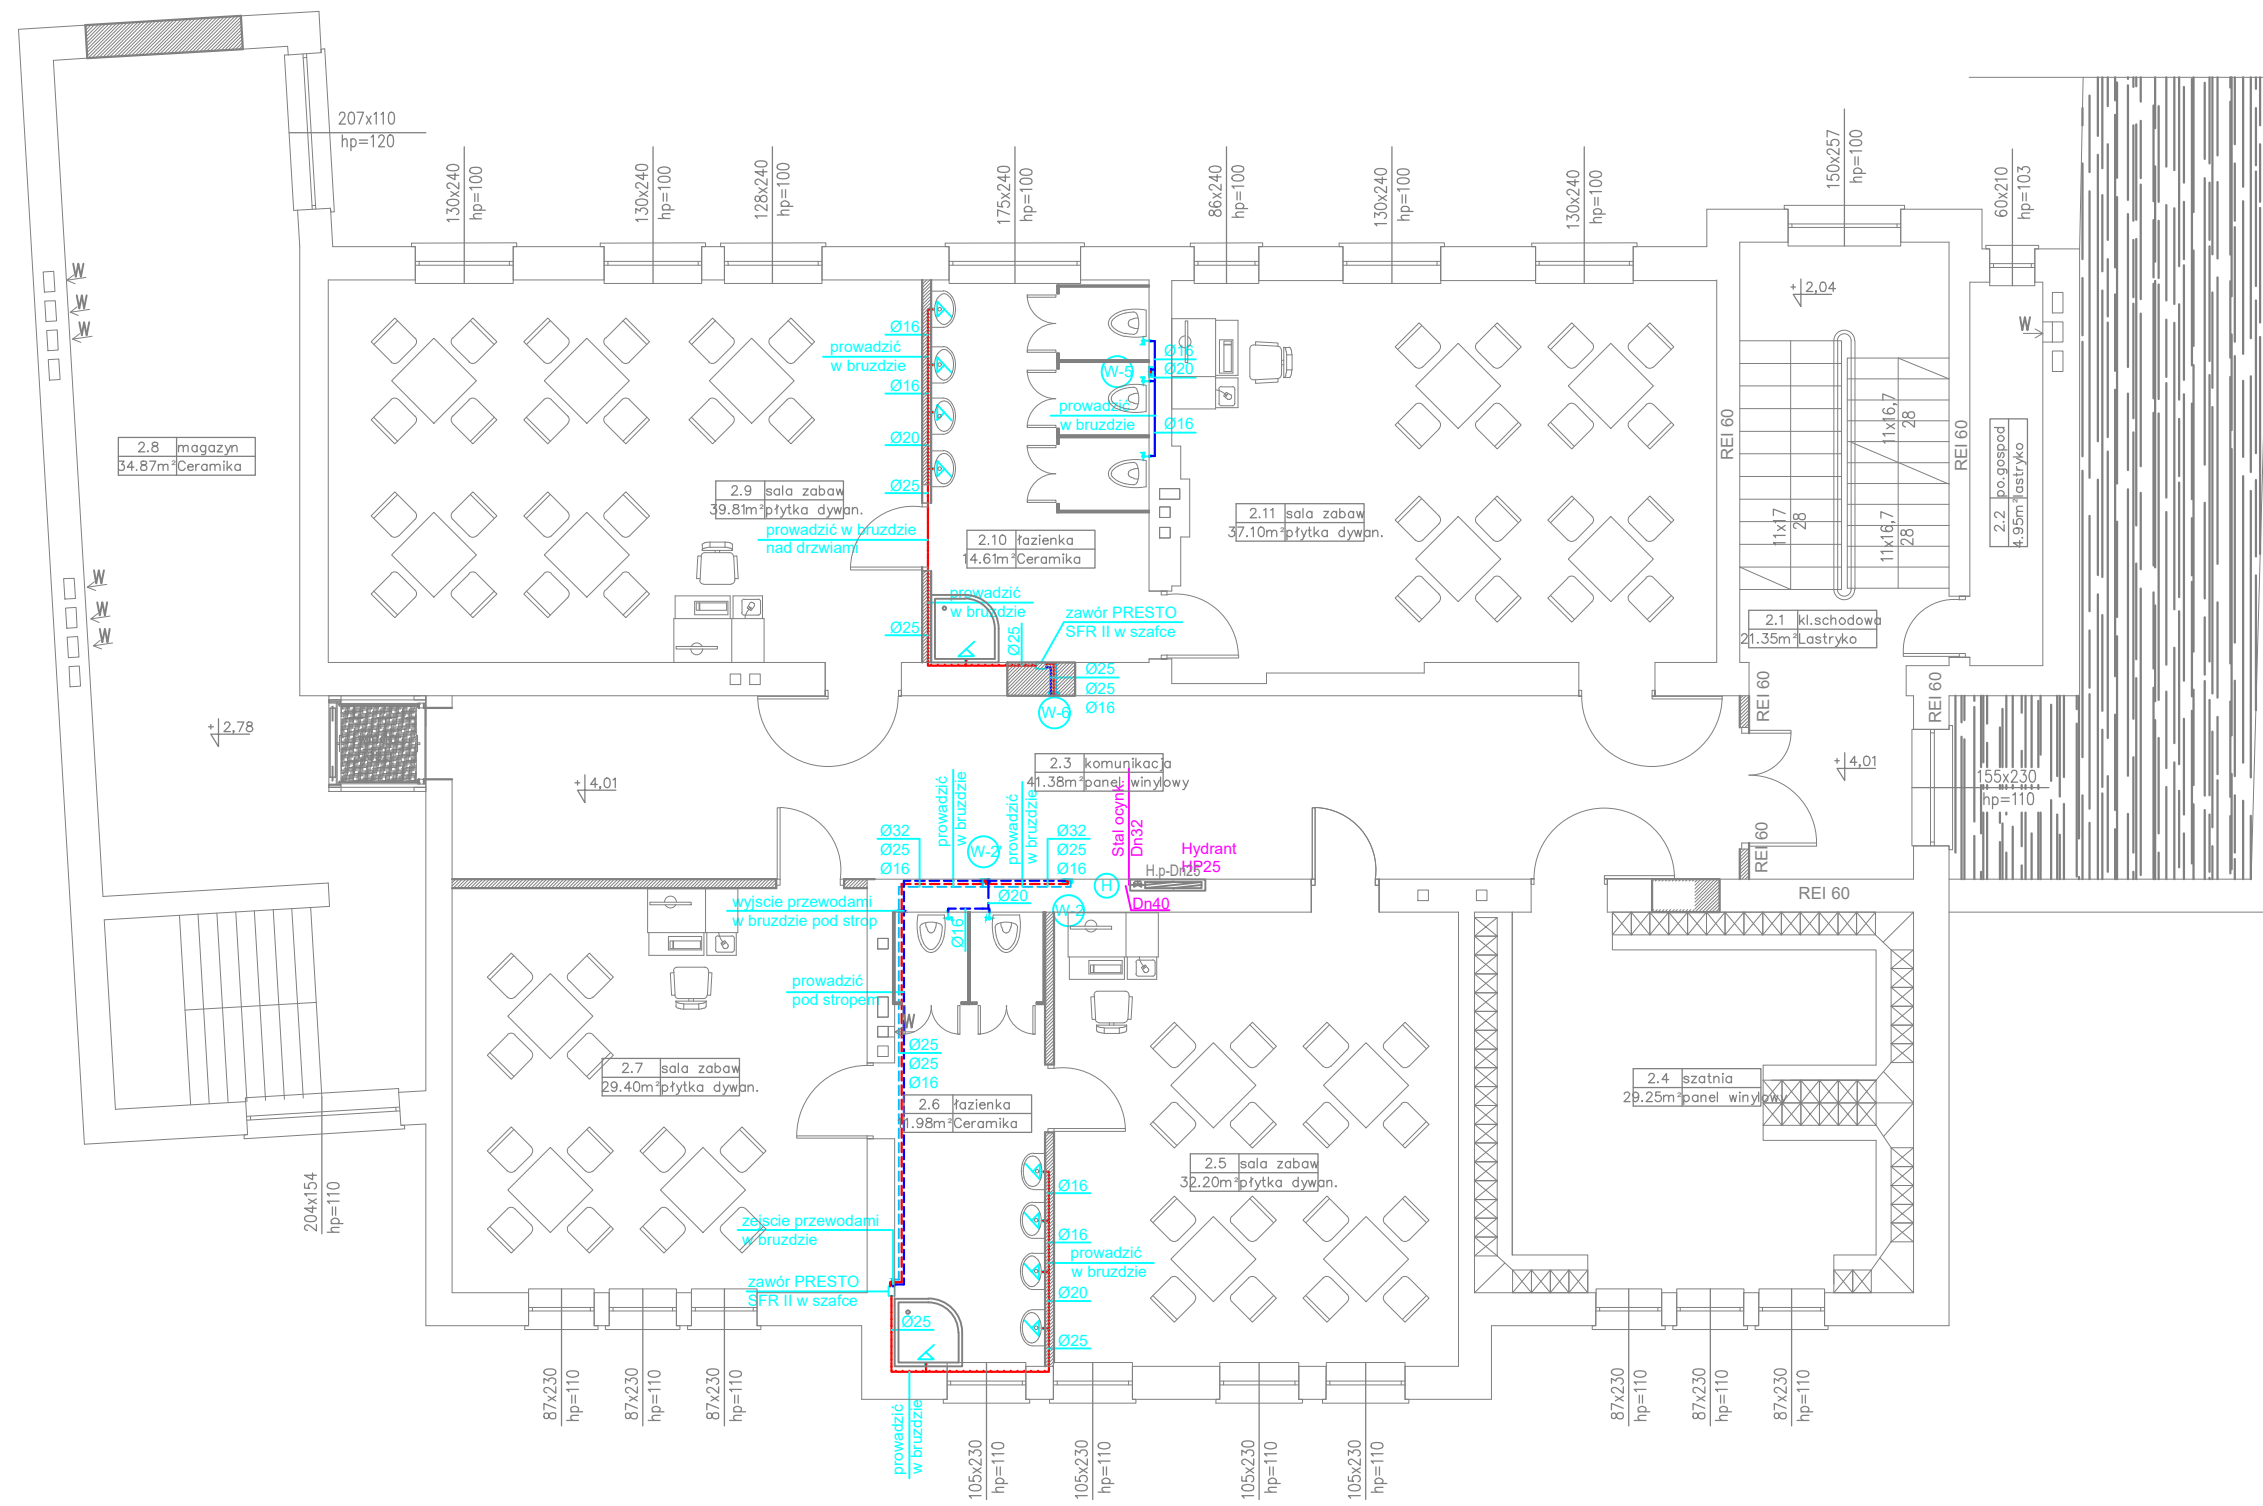 207x110
hp=120
130x240
hp=100
130x240
hp=100
128x240
hp=100
175x240
hp=100
86x240
hp=100
130x240
hp=100
130x240
hp=100
150x257
hp=100
60x210
hp=103
W
W
W
+2,04
W
Ø16
prowadzić
w bruzdzie
Ø16
Ø20
Ø25
W-5
Ø16
Ø20
prowadzić
w bruzdzie
Ø16
2.8 magazyn
34.87m² Ceramika
2.9 sala zabaw
39.81m² płytka dywan.
prowadzić w bruzdzie
nad drzwiami
2.10 łazienka
14.61m² Ceramika
2.11 sala zabaw
37.10m² płytka dywan.
REI 60
11x16,7
28
REI 60
11x17
28
11x16,7
28
2.2 po.gospod
4.95m² lastryko
W
W
W
prowadzić
w bruzdzie
Ø25
Ø25
zawór PRESTO
SFR II w szafce
2.1 kl.schodowa
21.35m² Lastryko
Ø25
Ø25
Ø16
W-6
REI 60
REI 60
+2,78
+4,01
2.3 komunikacja
41.38m² panel winylowy
+4,01
155x230
hp=110
prowadzić
w bruzdzie
prowadzić
w bruzdzie
Stal ocynk.
Dn32
Ø32
Ø25
Ø16
W-2'
Ø32
Ø25
Ø16
Hydrant
HP25
H.p-Dn25
H
Dn40
REI 60
REI 60
wyjscie przewodami
w bruzdzie pod strop
Ø20
W-2
Ø16
prowadzić
pod stropem
W
Ø25
Ø25
Ø16
2.7 sala zabaw
29.40m² płytka dywan.
2.6 łazienka
1.98m² Ceramika
2.4 szatnia
29.25m² panel winylowy
2.5 sala zabaw
32.20m² płytka dywan.
Ø16
Ø16
prowadzić
w bruzdzie
Ø20
Ø25
204x154
hp=110
zejscie przewodami
w bruzdzie
zawór PRESTO
SFR II w szafce
Ø25
prowadzić
w bruzdzie
87x230
hp=110
87x230
hp=110
87x230
hp=110
105x230
hp=110
105x230
hp=110
105x230
hp=110
105x230
hp=110
87x230
hp=110
87x230
hp=110
87x230
hp=110